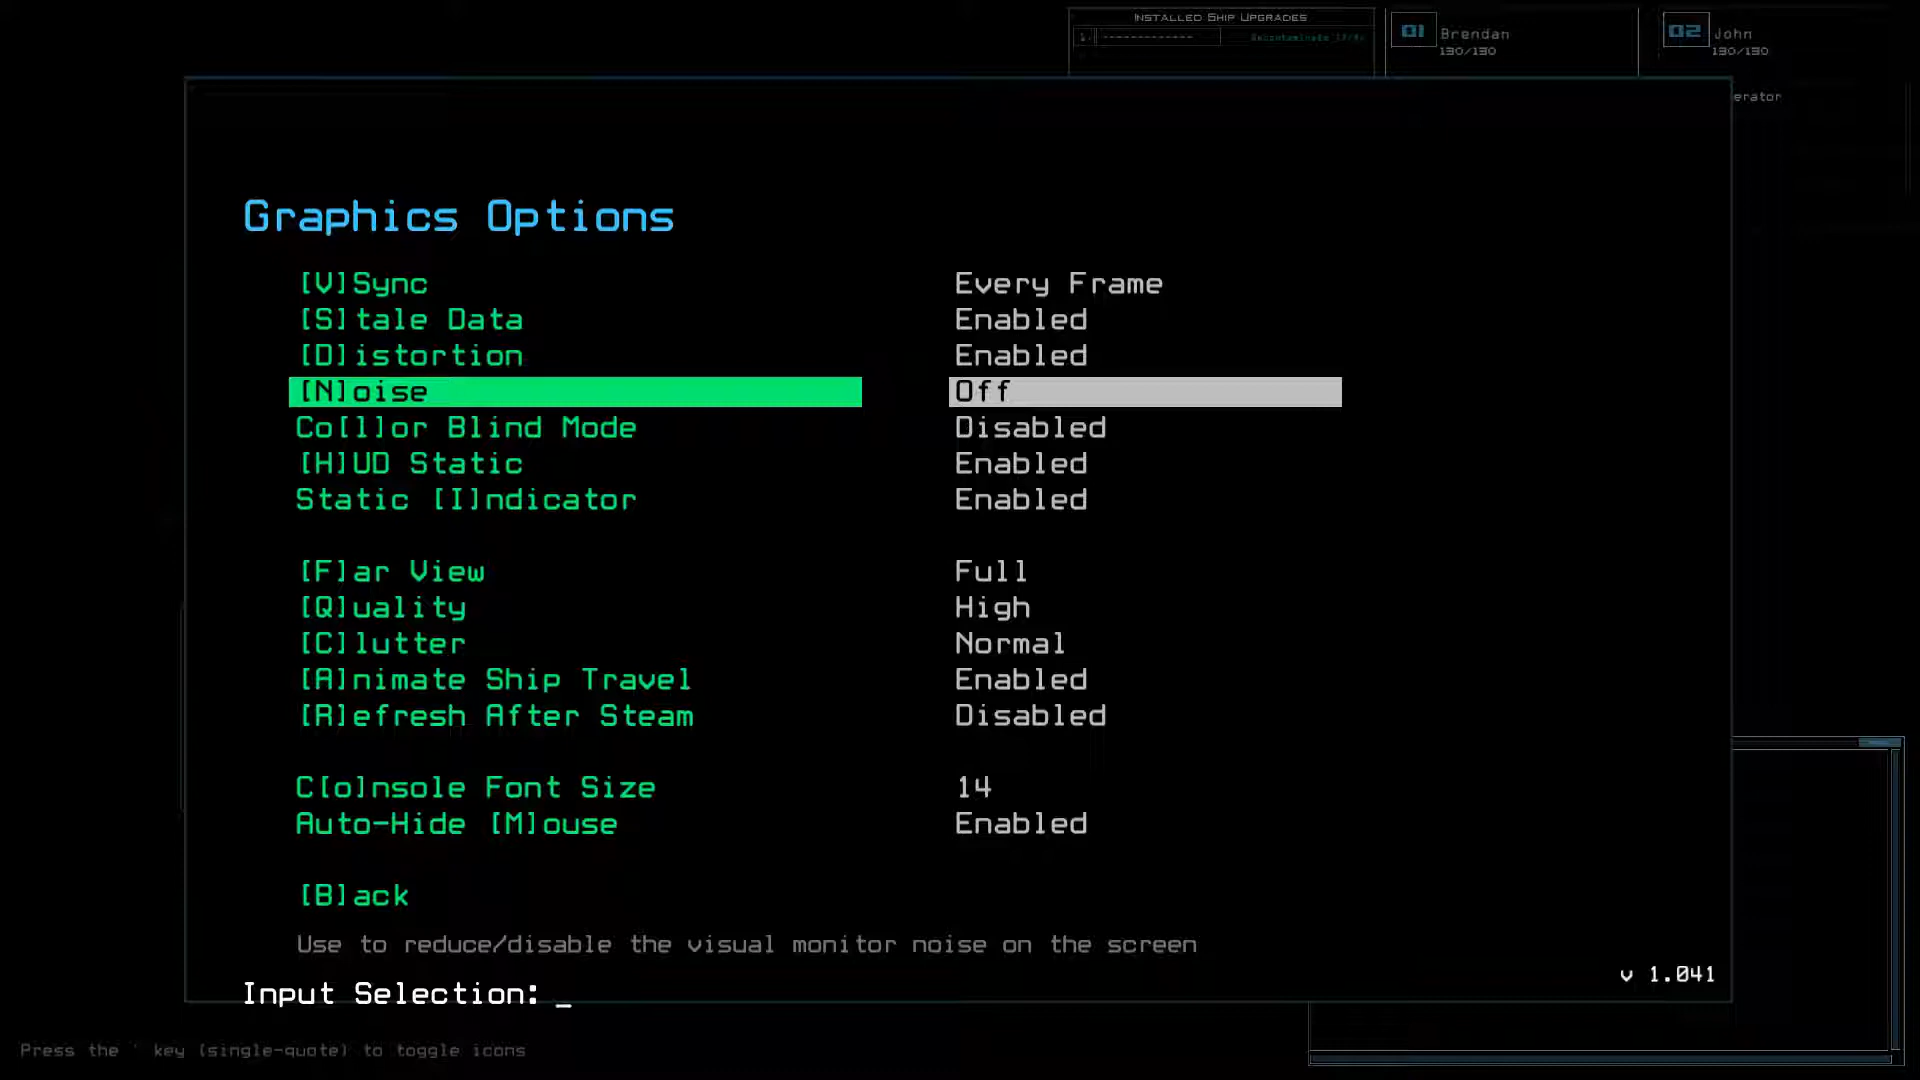 Installed Ship Upgrades
1
01 Brendan
130/130
02 John
130/130
erator
Graphics Options
[V]Sync Every Frame
[S]tale Data Enabled
[D]istortion Enabled
[N]oise Off
Co[l]or Blind Mode Disabled
[H]UD Static Enabled
Static [I]ndicator Enabled
[F]ar View Full
[Q]uality High
[C]lutter Normal
[A]nimate Ship Travel Enabled
[R]efresh After Steam Disabled
C[o]nsole Font Size 14
Auto-Hide [M]ouse Enabled
[B]ack
Use to reduce/disable the visual monitor noise on the screen
v 1.041
Input Selection: _
Press the ` key (single-quote) to toggle icons